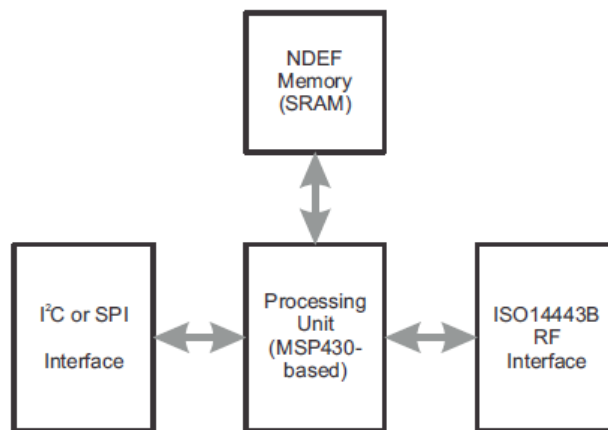 NDEF
Memory
(SRAM)
I²C or SPI
Interface
Processing
Unit
(MSP430-
based)
ISO14443B
RF
Interface